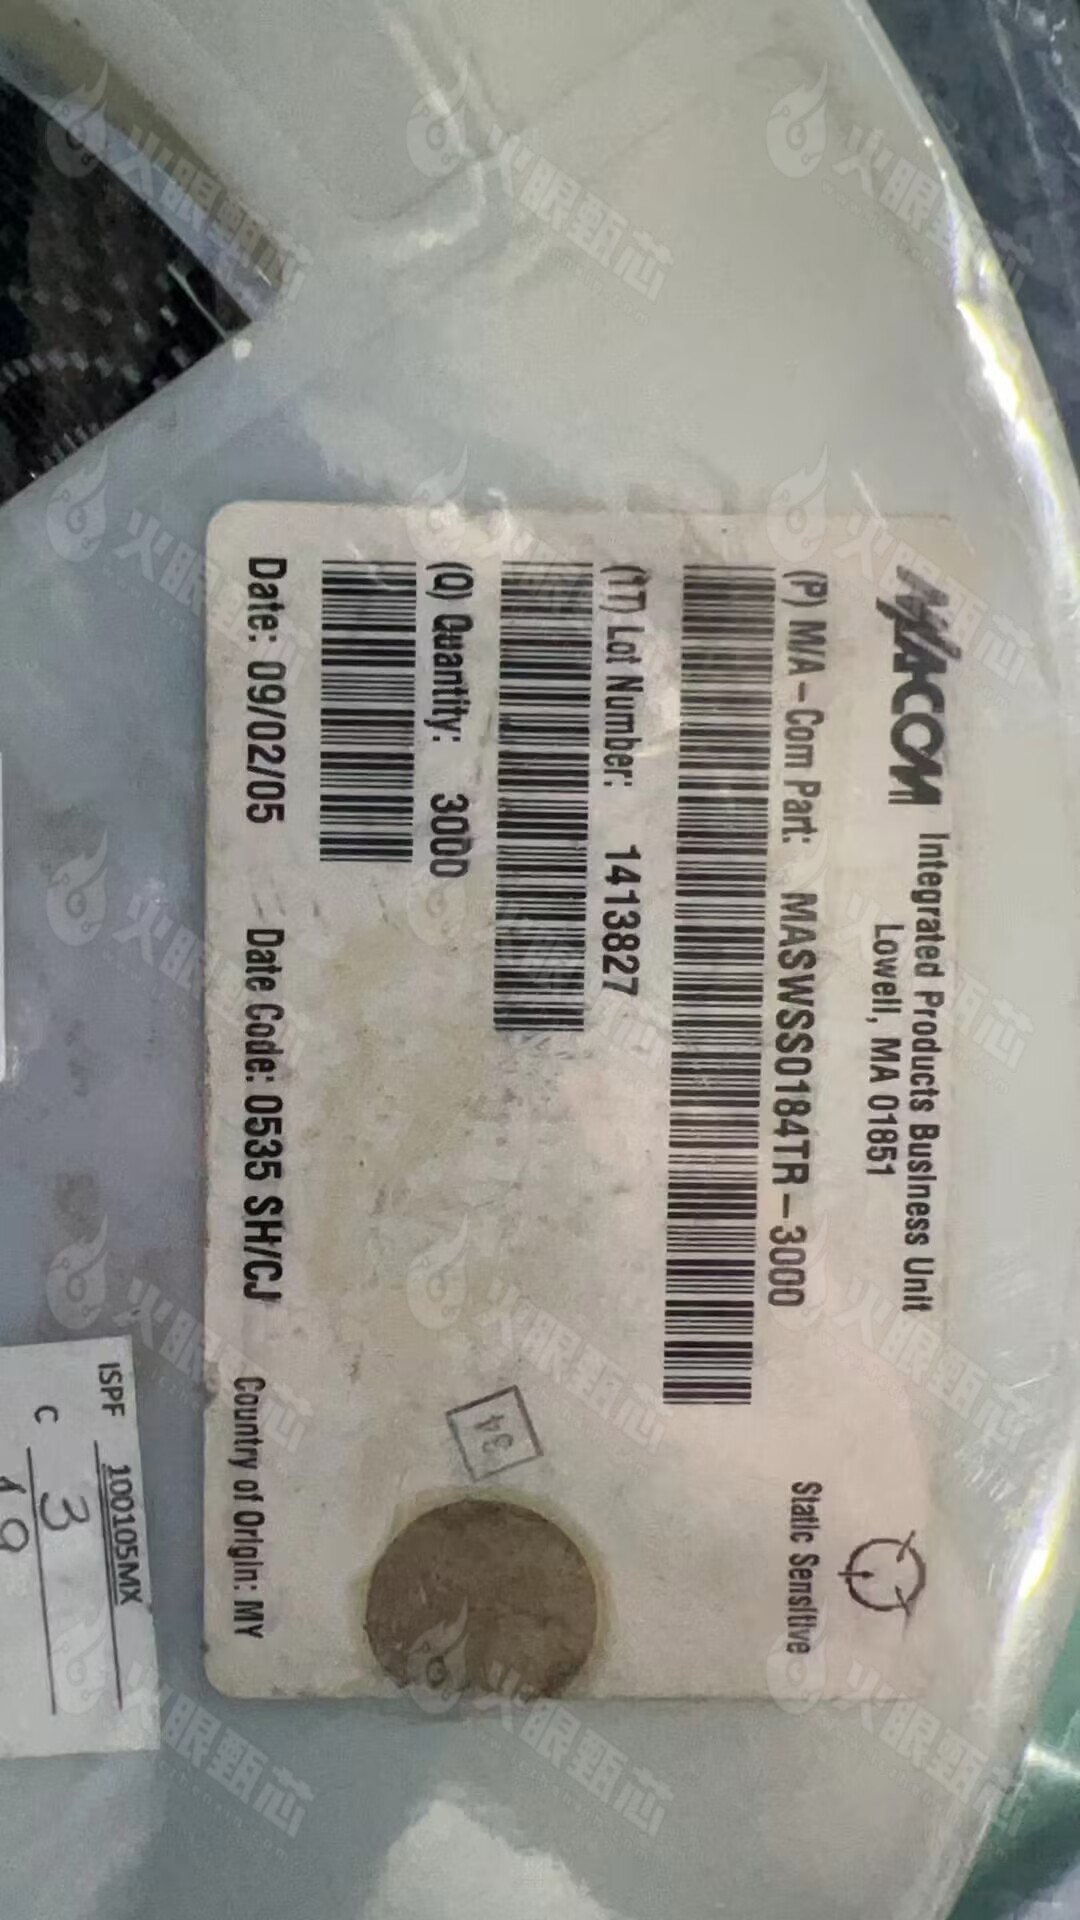 M/A-COM Integrated Products Business Unit
Lowell, MA 01851
(P) M/A-Com Part: MASWSS0184TR-3000
Static Sensitive
(1T) Lot Number: 1413827
(Q) Quantity: 3000
34
Date: 09/02/05 Date Code: 0535 SH/CJ Country of Origin: MY
ISPF 100105MX
C 3
19
火眼甄芯